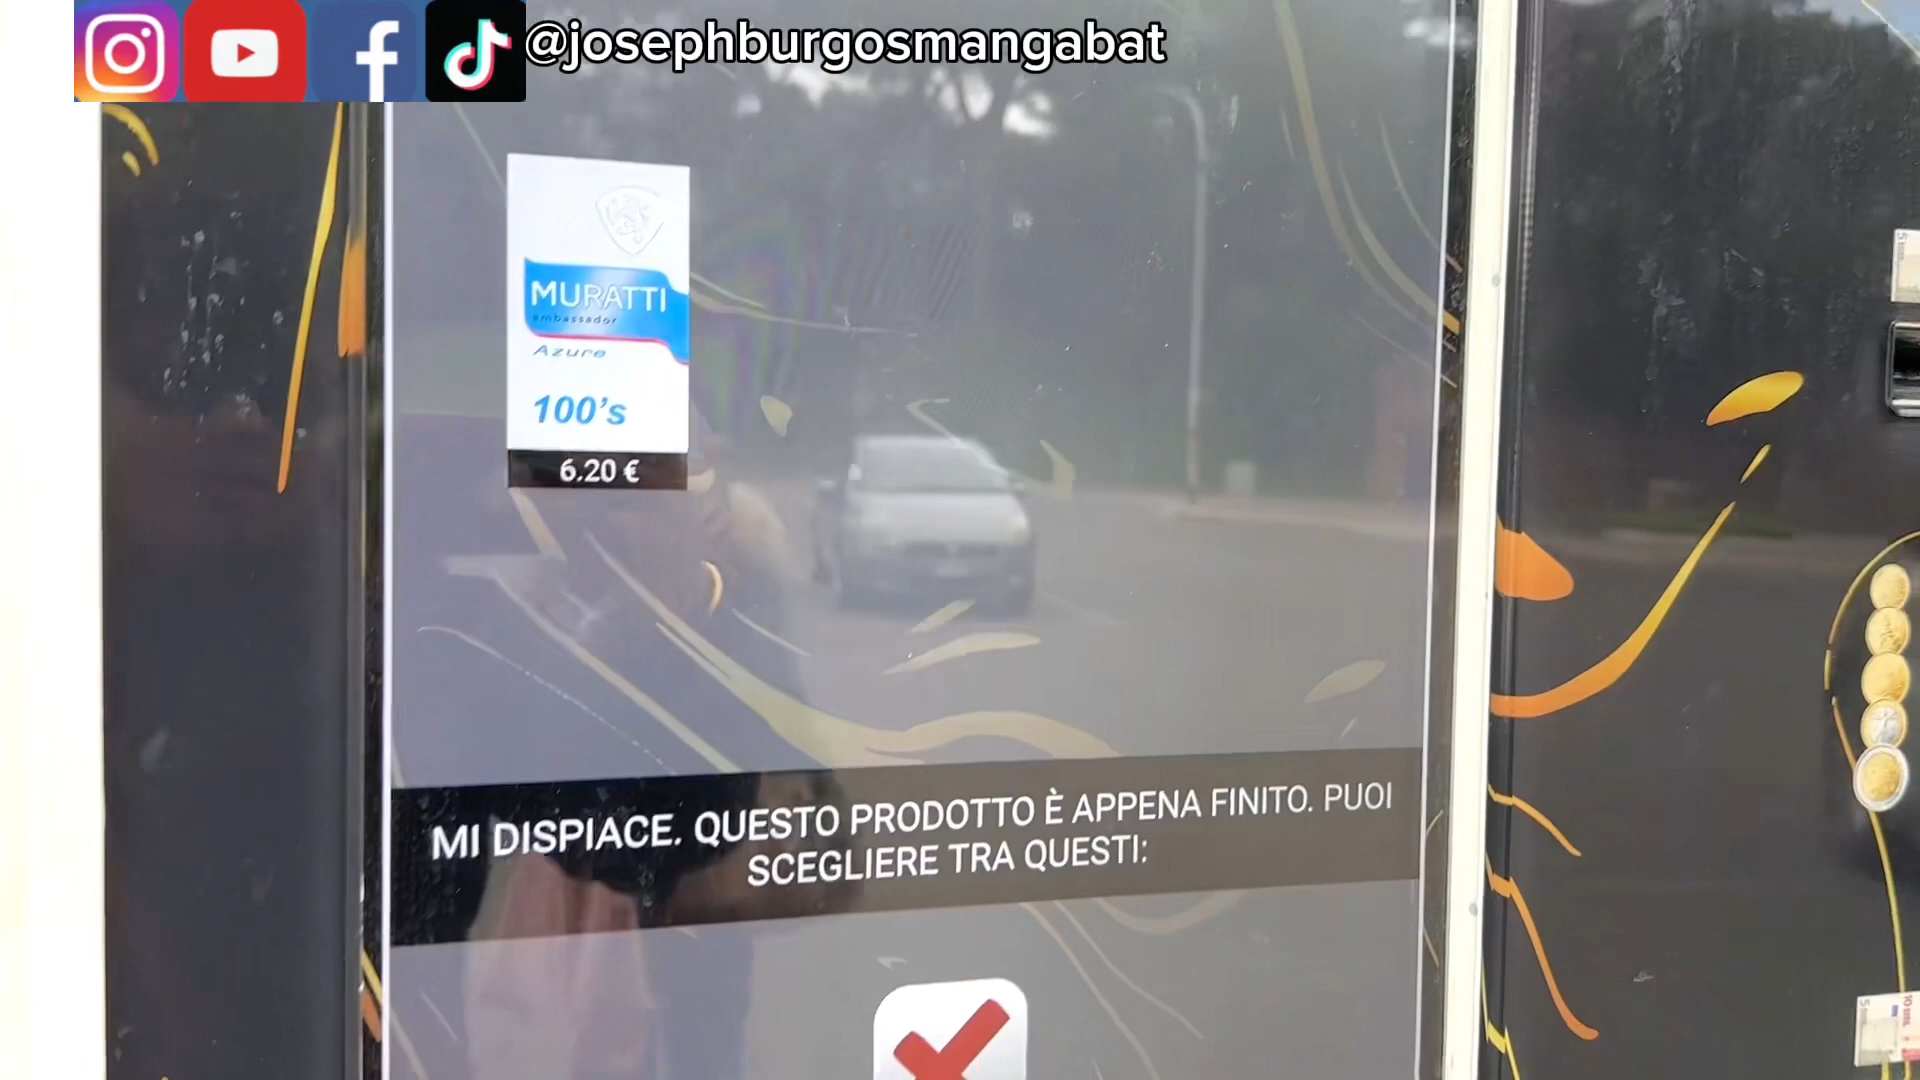 @josephburgosmangabat
MURATTI
ambassador
Azure
100's
6.20 €
MI DISPIACE. QUESTO PRODOTTO È APPENA FINITO. PUOI
SCEGLIERE TRA QUESTI: